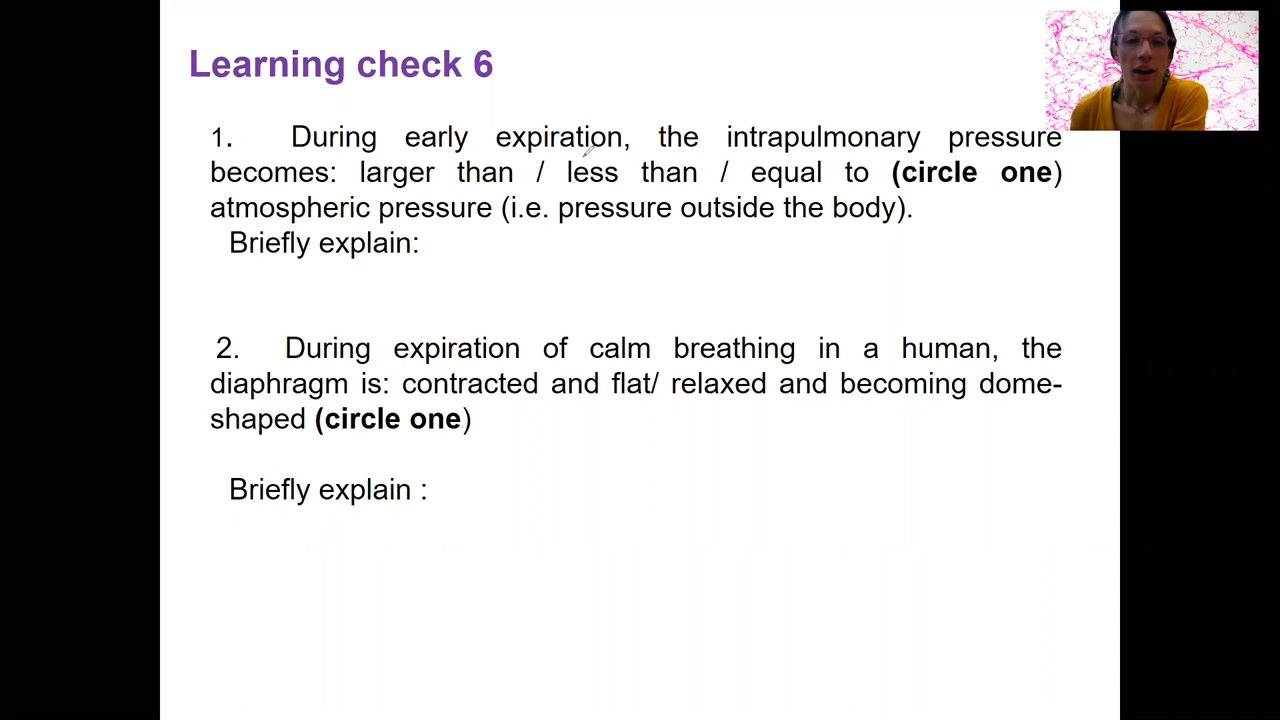 Learning check 6
1. During early expiration, the intrapulmonary pressure
becomes: larger than / less than / equal to (circle one)
atmospheric pressure (i.e. pressure outside the body).
Briefly explain:
2. During expiration of calm breathing in a human, the
diaphragm is: contracted and flat/ relaxed and becoming dome-
shaped (circle one)
Briefly explain :